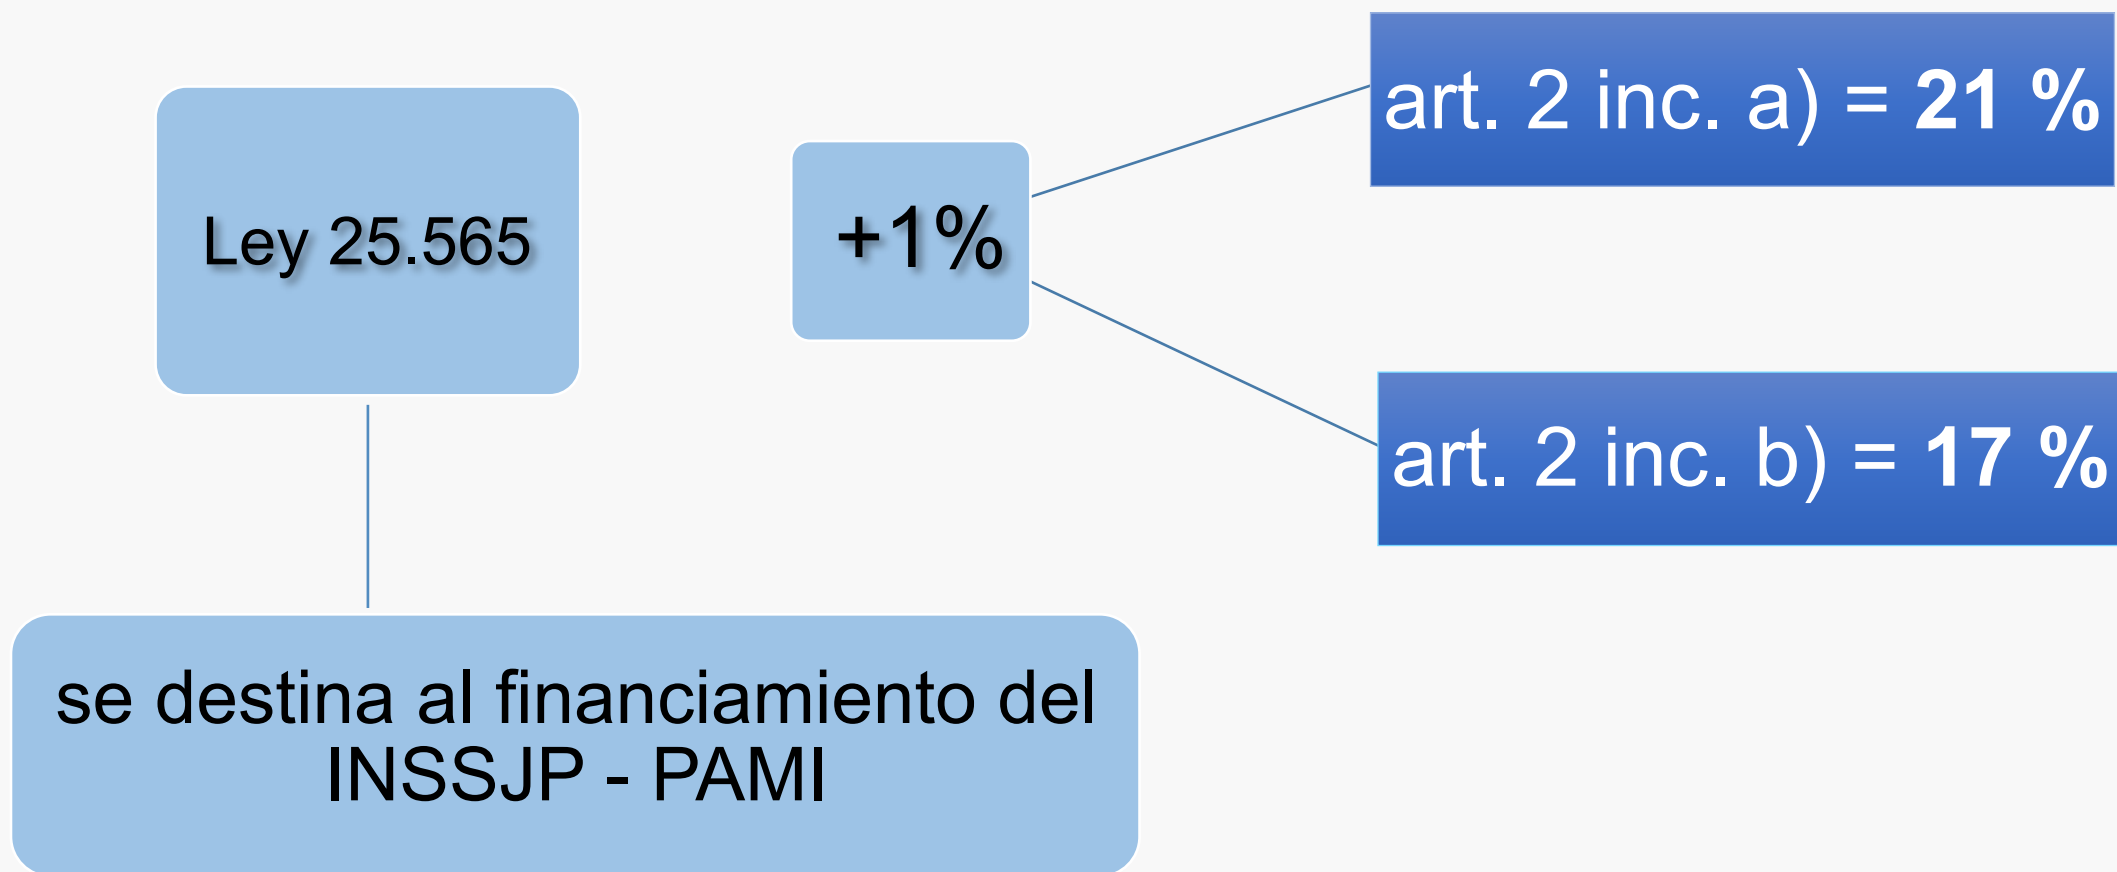 Ley 25.565
+1%
art. 2 inc. a) = 21 %
art. 2 inc. b) = 17 %
se destina al financiamiento del
INSSJP - PAMI